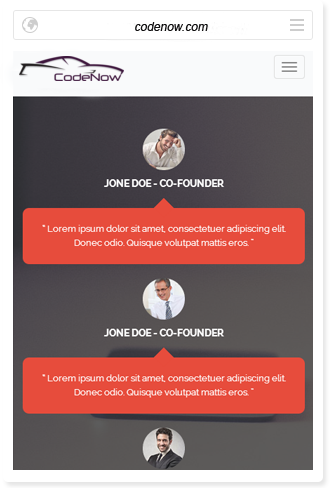 codenow.com
CodeNow
JONE DOE - CO-FOUNDER
" Lorem ipsum dolor sit amet, consectetuer adipiscing elit.
Donec odio. Quisque volutpat mattis eros. "
JONE DOE - CO-FOUNDER
" Lorem ipsum dolor sit amet, consectetuer adipiscing elit.
Donec odio. Quisque volutpat mattis eros. "